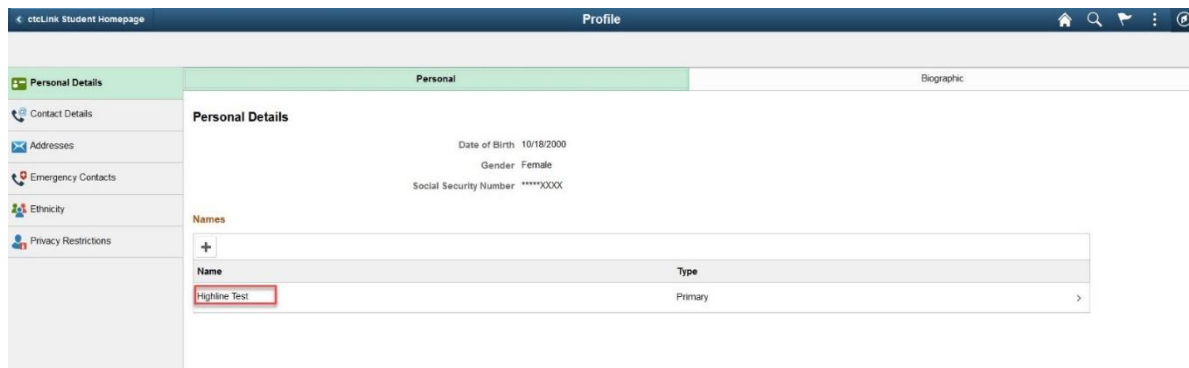 ctcLink Student Homepage
Profile
Personal Details
Contact Details
Addresses
Emergency Contacts
Ethnicity
Privacy Restrictions
Personal Biographic
Personal Details
Date of Birth 10/18/2000
Gender Female
Social Security Number *****XXXX
Names
+
Name Type
Highline Test Primary